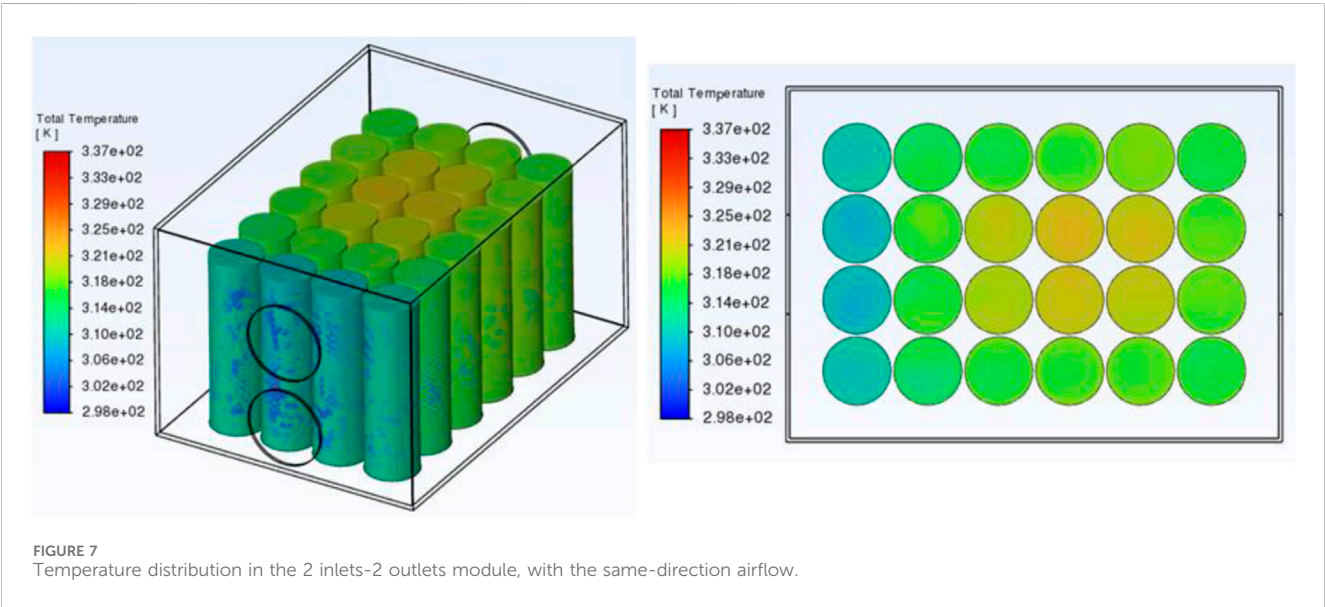 Total Temperature
[ K ]
3.37e+02
3.33e+02
3.29e+02
3.25e+02
3.21e+02
3.18e+02
3.14e+02
3.10e+02
3.06e+02
3.02e+02
2.98e+02
Total Temperature
[ K ]
3.37e+02
3.33e+02
3.29e+02
3.25e+02
3.21e+02
3.18e+02
3.14e+02
3.10e+02
3.06e+02
3.02e+02
2.98e+02
FIGURE 7
Temperature distribution in the 2 inlets-2 outlets module, with the same-direction airflow.